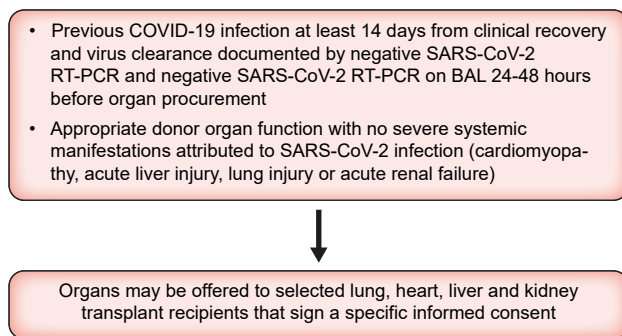 • Previous COVID-19 infection at least 14 days from clinical recovery
and virus clearance documented by negative SARS-CoV-2
RT-PCR and negative SARS-CoV-2 RT-PCR on BAL 24-48 hours
before organ procurement
• Appropriate donor organ function with no severe systemic
manifestations attributed to SARS-CoV-2 infection (cardiomyopa-
thy, acute liver injury, lung injury or acute renal failure)
Organs may be offered to selected lung, heart, liver and kidney
transplant recipients that sign a specific informed consent